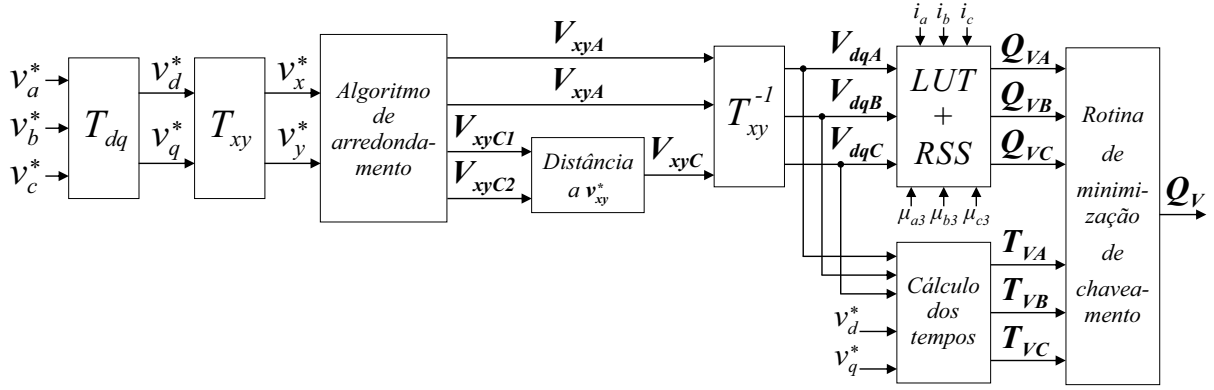 v*a
v*b
v*c
Tdq
v*d
v*q
Txy
v*x
v*y
Algoritmo
de
arredonda-
mento
VxyA
VxyA
VxyC1
VxyC2
Distância
a v*xy
VxyC
T-1xy
VdqA
VdqB
VdqC
ia ib ic
LUT
+
RSS
μa3 μb3 μc3
QVA
QVB
QVC
v*d
v*q
Cálculo
dos
tempos
TVA
TVB
TVC
Rotina
de
minimi-
zação
de
chavea-
mento
QV